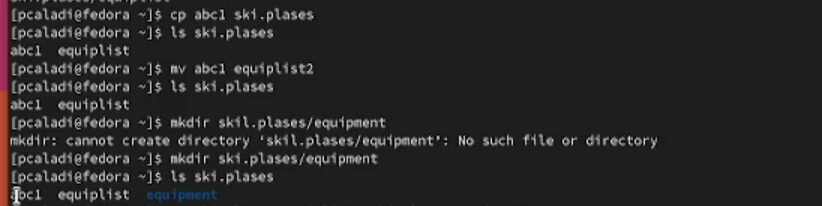 [pcaladi@fedora ~]$ cp abc1 ski.plases
[pcaladi@fedora ~]$ ls ski.plases
abc1  equiplist
[pcaladi@fedora ~]$ mv abc1 equiplist2
[pcaladi@fedora ~]$ ls ski.plases
abc1  equiplist
[pcaladi@fedora ~]$ mkdir skil.plases/equipment
mkdir: cannot create directory ‘skil.plases/equipment’: No such file or directory
[pcaladi@fedora ~]$ mkdir ski.plases/equipment
[pcaladi@fedora ~]$ ls ski.plases
abc1  equiplist  equipment